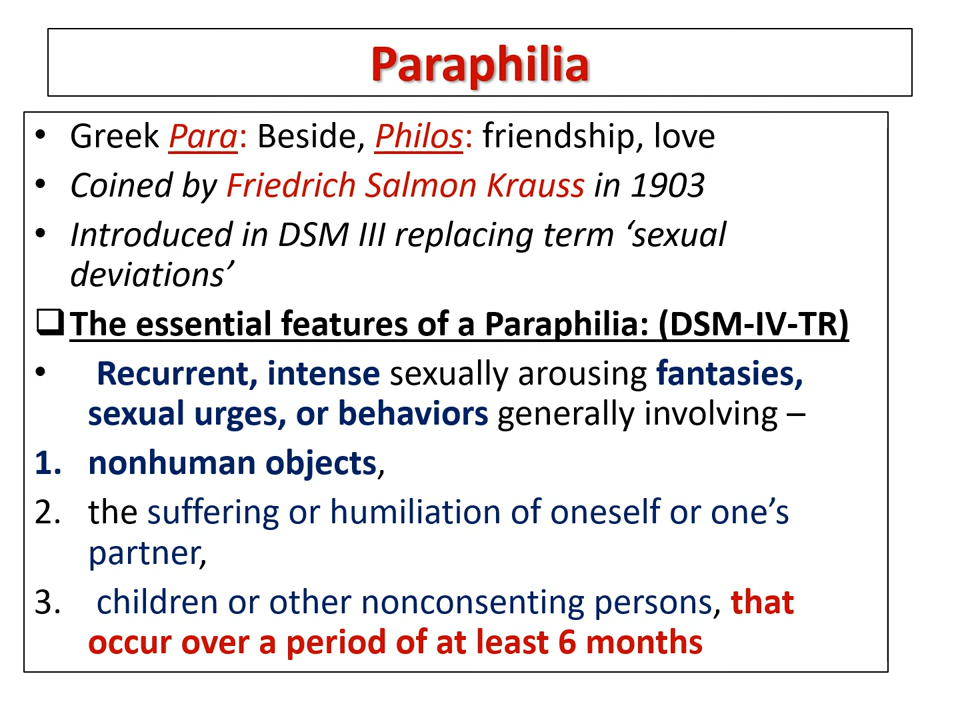 Paraphilia
• Greek Para: Beside, Philos: friendship, love
• Coined by Friedrich Salmon Krauss in 1903
• Introduced in DSM III replacing term ‘sexual
deviations’
❑The essential features of a Paraphilia: (DSM-IV-TR)
• Recurrent, intense sexually arousing fantasies,
sexual urges, or behaviors generally involving –
1. nonhuman objects,
2. the suffering or humiliation of oneself or one’s
partner,
3. children or other nonconsenting persons, that
occur over a period of at least 6 months